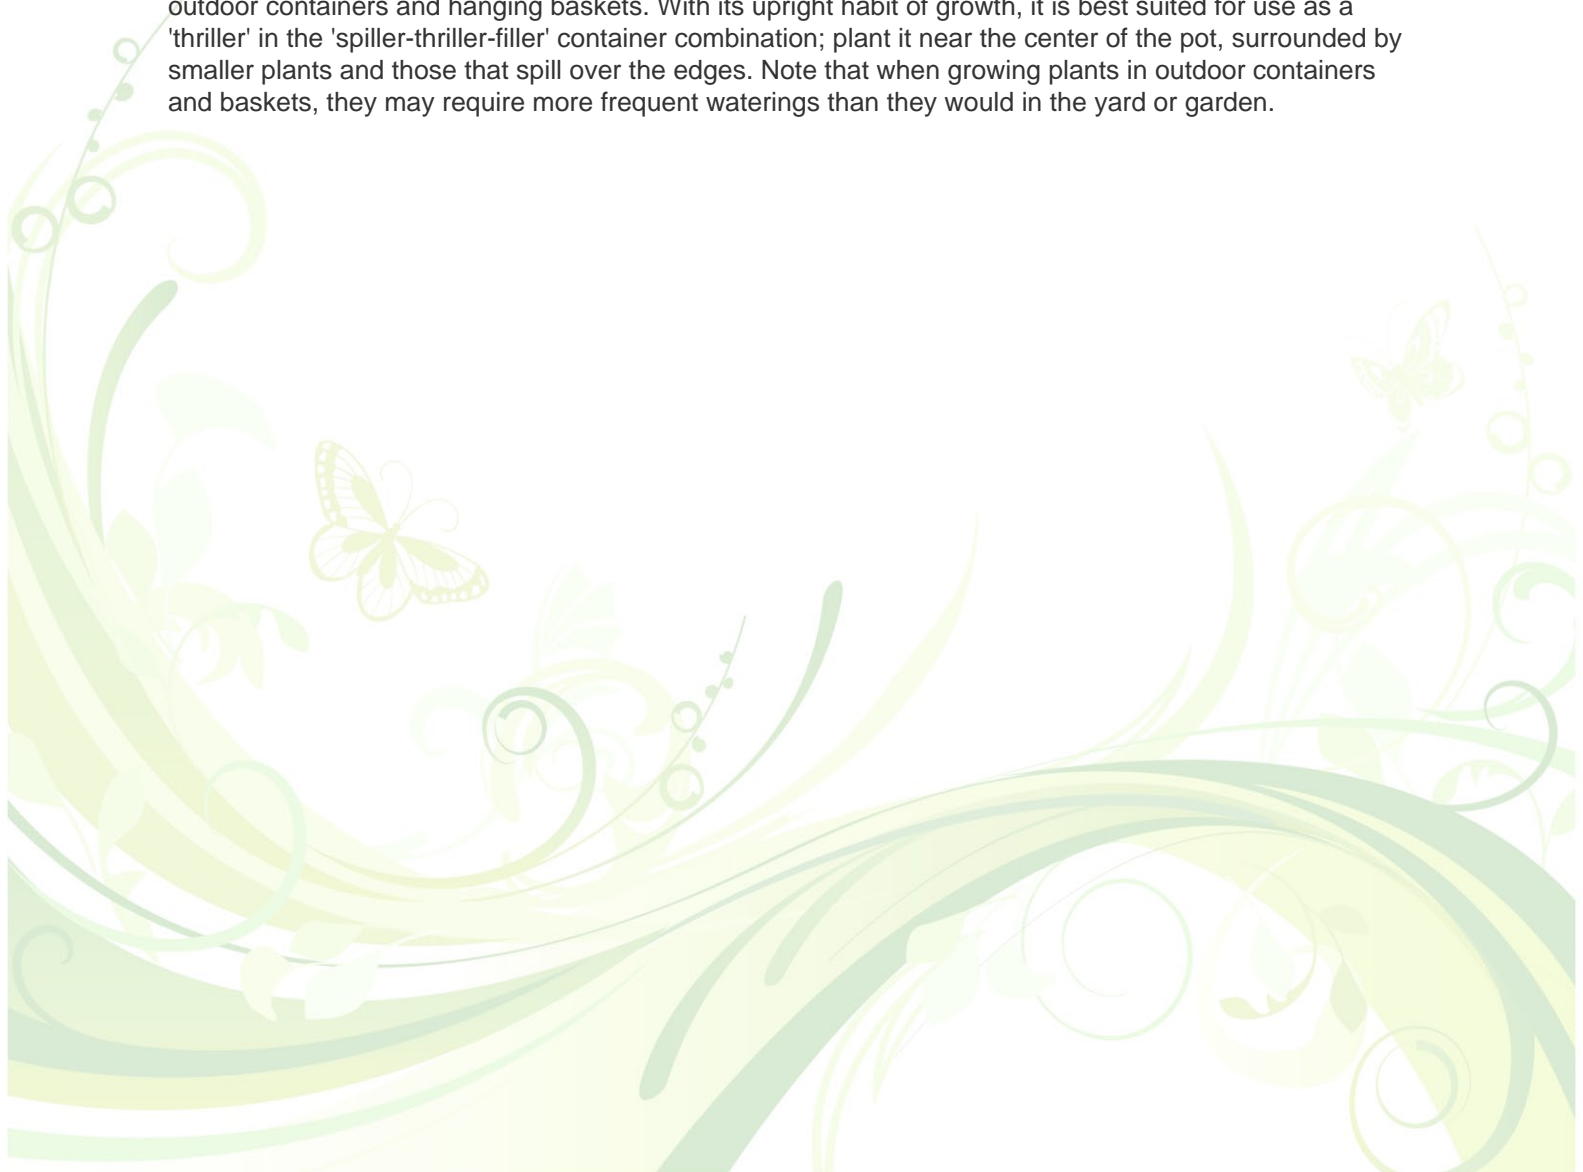 outdoor containers and hanging baskets. With its upright habit of growth, it is best suited for use as a
'thriller' in the 'spiller-thriller-filler' container combination; plant it near the center of the pot, surrounded by
smaller plants and those that spill over the edges. Note that when growing plants in outdoor containers
and baskets, they may require more frequent waterings than they would in the yard or garden.